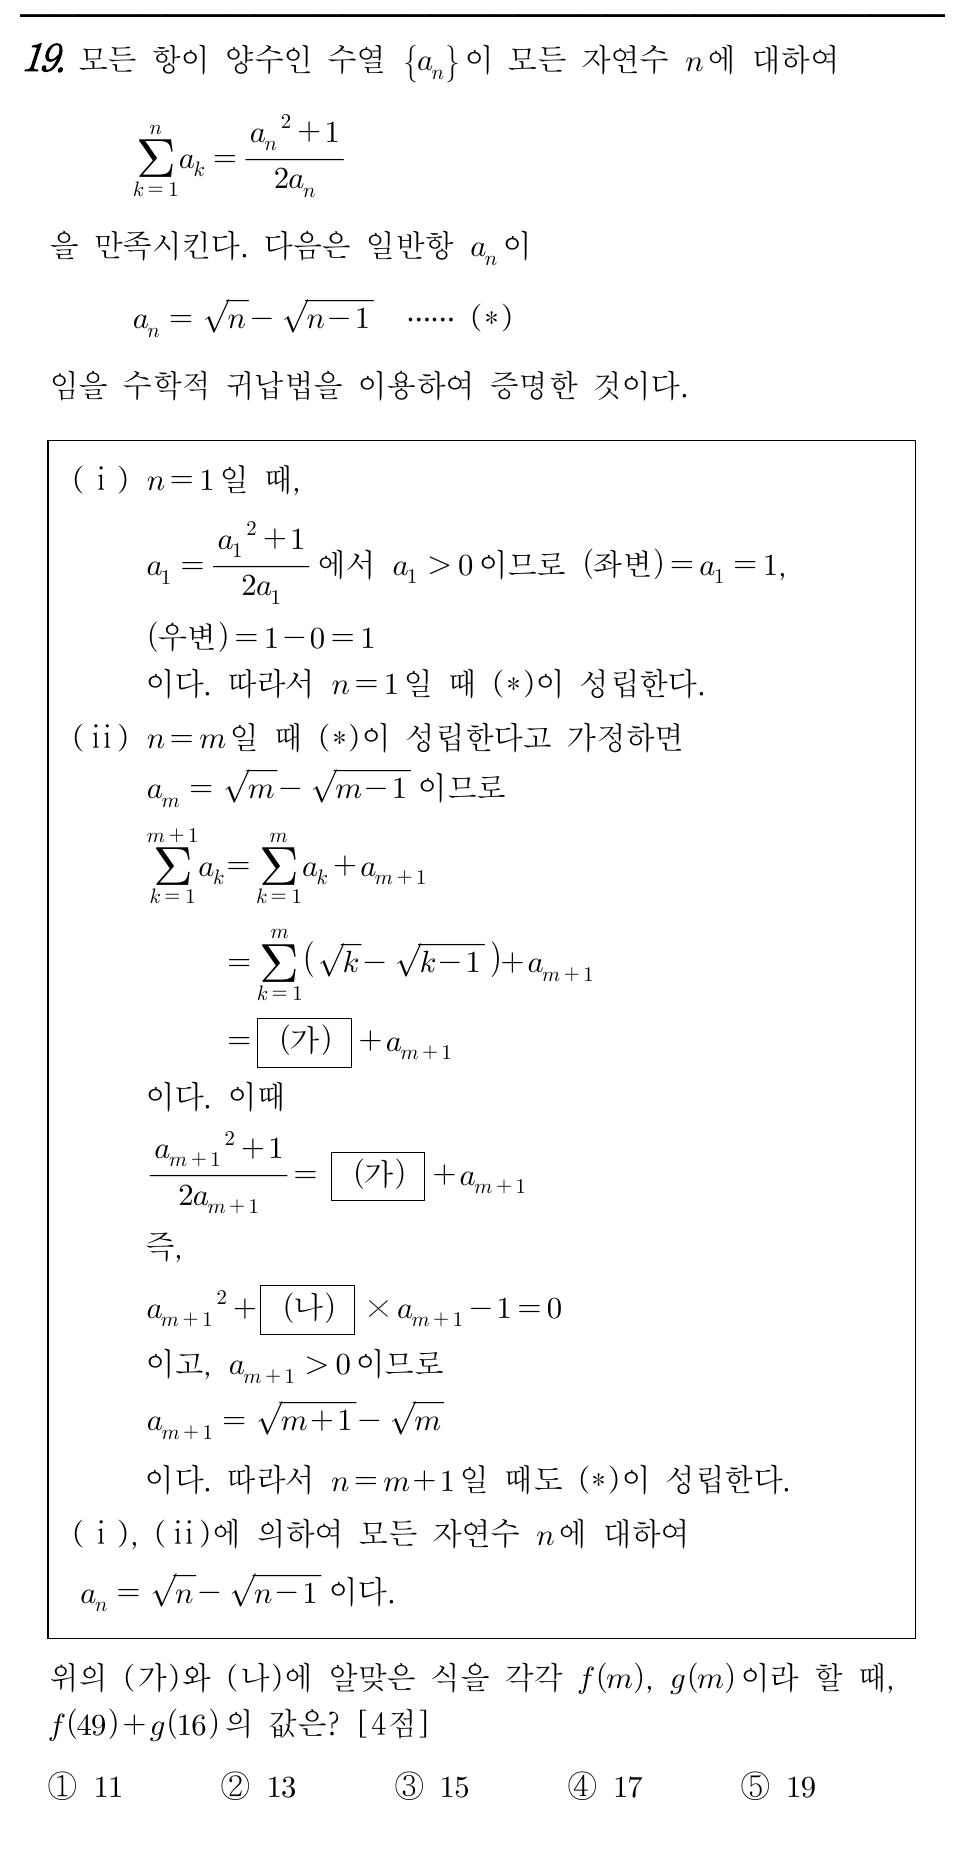 19. 모든 항이 양수인 수열 {aₙ}이 모든 자연수 n에 대하여
\sum_{k=1}^{n} a_k = \frac{a_n^2+1}{2a_n}
을 만족시킨다. 다음은 일반항 aₙ이
a_n = \sqrt{n} - \sqrt{n-1} …… (*)
임을 수학적 귀납법을 이용하여 증명한 것이다.
(ⅰ) n=1일 때,
a_1 = \frac{a_1^2+1}{2a_1} 에서 a_1 > 0이므로 (좌변)=a_1=1,
(우변)=1-0=1
이다. 따라서 n=1일 때 (*)이 성립한다.
(ⅱ) n=m일 때 (*)이 성립한다고 가정하면
a_m = \sqrt{m} - \sqrt{m-1} 이므로
\sum_{k=1}^{m+1} a_k = \sum_{k=1}^{m} a_k + a_{m+1}
= \sum_{k=1}^{m} (\sqrt{k} - \sqrt{k-1}) + a_{m+1}
= (가) + a_{m+1}
이다. 이때
\frac{a_{m+1}^2+1}{2a_{m+1}} = (가) + a_{m+1}
즉,
a_{m+1}^2 + (나) × a_{m+1} - 1 = 0
이고, a_{m+1} > 0이므로
a_{m+1} = \sqrt{m+1} - \sqrt{m}
이다. 따라서 n=m+1일 때도 (*)이 성립한다.
(ⅰ), (ⅱ)에 의하여 모든 자연수 n에 대하여
a_n = \sqrt{n} - \sqrt{n-1} 이다.
위의 (가)와 (나)에 알맞은 식을 각각 f(m), g(m)이라 할 때,
f(49)+g(16)의 값은? [4점]
① 11 ② 13 ③ 15 ④ 17 ⑤ 19